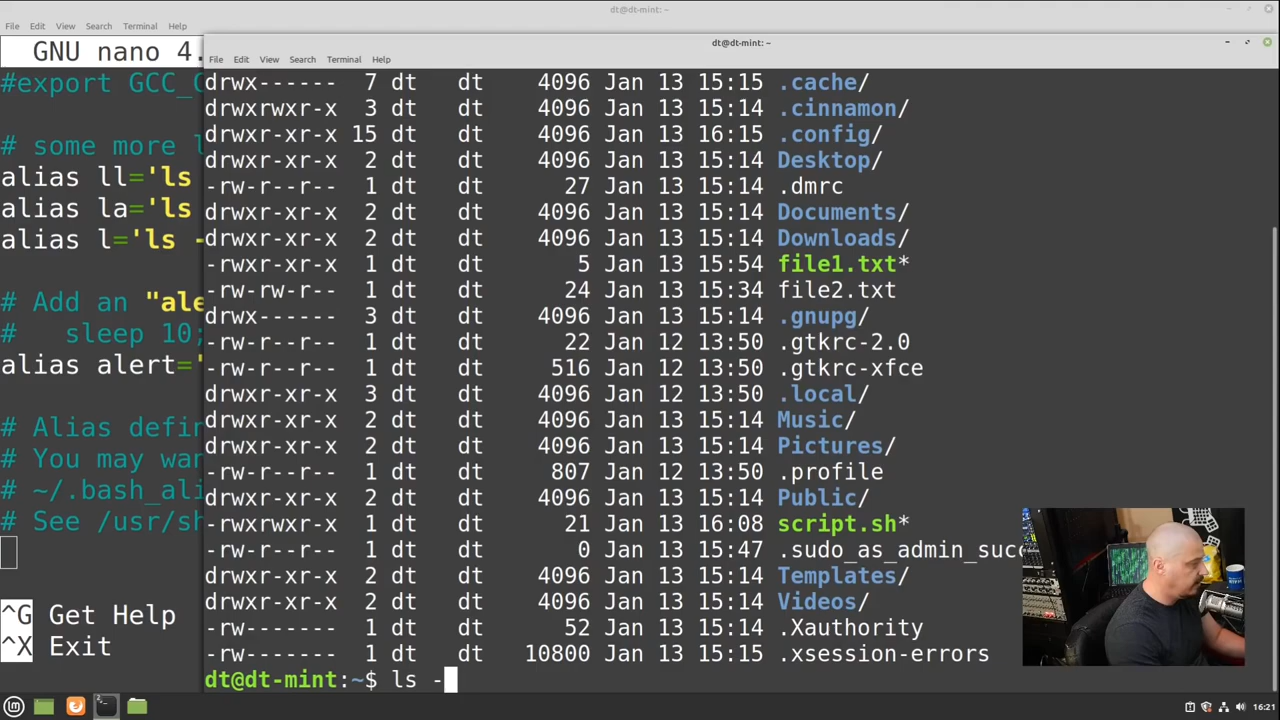 dt@dt-mint: ~
File Edit View Search Terminal Help
dt@dt-mint: ~
GNU nano 4.
File Edit View Search Terminal Help
#export GCC_
# some more
alias ll='ls
alias la='ls
alias l='ls -
# Add an "ale
# sleep 10;
alias alert='
# Alias defin
# You may wan
# ~/.bash_ali
# See /usr/sh
^G Get Help
^X Exit
drwx------ 7 dt dt 4096 Jan 13 15:15 .cache/
drwxrwxr-x 3 dt dt 4096 Jan 13 15:14 .cinnamon/
drwxr-xr-x 15 dt dt 4096 Jan 13 16:15 .config/
drwxr-xr-x 2 dt dt 4096 Jan 13 15:14 Desktop/
-rw-r--r-- 1 dt dt 27 Jan 13 15:14 .dmrc
drwxr-xr-x 2 dt dt 4096 Jan 13 15:14 Documents/
drwxr-xr-x 2 dt dt 4096 Jan 13 15:14 Downloads/
-rwxr-xr-x 1 dt dt 5 Jan 13 15:54 file1.txt*
-rw-rw-r-- 1 dt dt 24 Jan 13 15:34 file2.txt
drwx------ 3 dt dt 4096 Jan 13 15:14 .gnupg/
-rw-r--r-- 1 dt dt 22 Jan 12 13:50 .gtkrc-2.0
-rw-r--r-- 1 dt dt 516 Jan 12 13:50 .gtkrc-xfce
drwxr-xr-x 3 dt dt 4096 Jan 12 13:50 .local/
drwxr-xr-x 2 dt dt 4096 Jan 13 15:14 Music/
drwxr-xr-x 2 dt dt 4096 Jan 13 15:14 Pictures/
-rw-r--r-- 1 dt dt 807 Jan 12 13:50 .profile
drwxr-xr-x 2 dt dt 4096 Jan 13 15:14 Public/
-rwxrwxr-x 1 dt dt 21 Jan 13 16:08 script.sh*
-rw-r--r-- 1 dt dt 0 Jan 13 15:47 .sudo_as_admin_succ
drwxr-xr-x 2 dt dt 4096 Jan 13 15:14 Templates/
drwxr-xr-x 2 dt dt 4096 Jan 13 15:14 Videos/
-rw------- 1 dt dt 52 Jan 13 15:14 .Xauthority
-rw------- 1 dt dt 10800 Jan 13 15:15 .xsession-errors
dt@dt-mint:~$ ls -
16:21